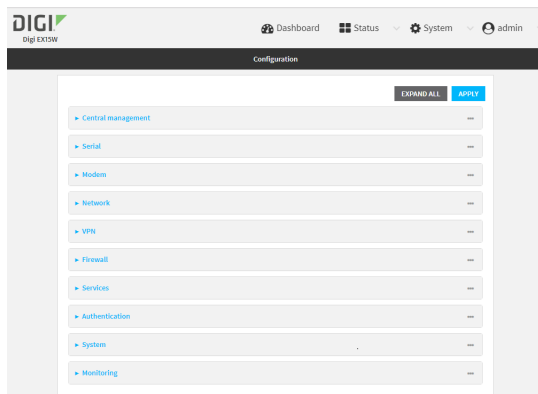 DIGI
Digi EX15W
Dashboard
Status
System
admin
Configuration
EXPAND ALL
APPLY
Central management
Serial
Modem
Network
VPN
Firewall
Services
Authentication
System
Monitoring